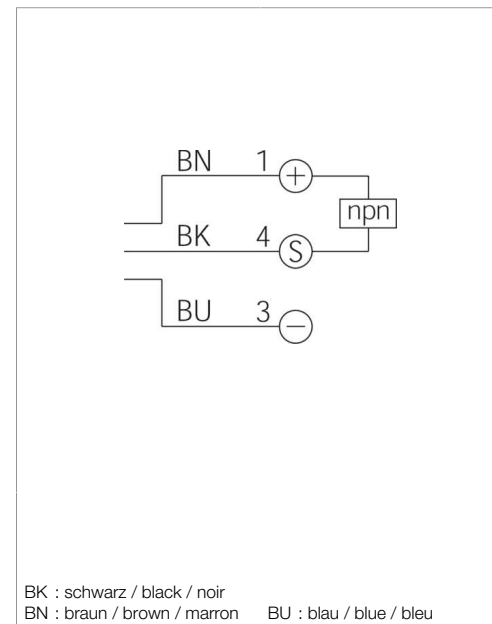 BN 1 +
npn
BK 4 S
BU 3 −
BK : schwarz / black / noir
BN : braun / brown / marron BU : blau / blue / bleu